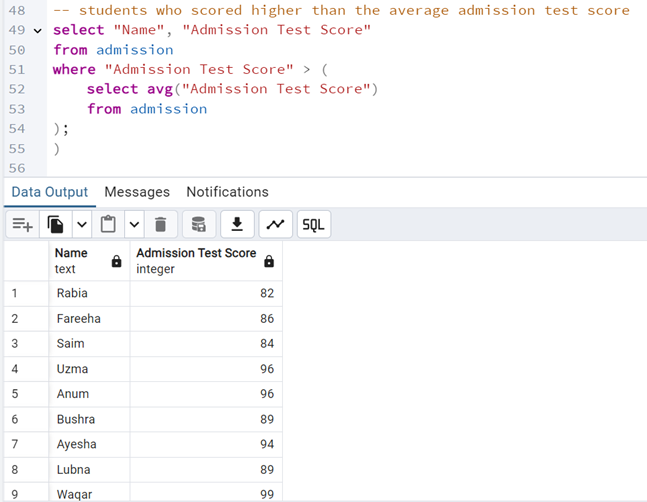 48 -- students who scored higher than the average admission test score
49 select "Name", "Admission Test Score"
50 from admission
51 where "Admission Test Score" > (
52 select avg("Admission Test Score")
53 from admission
54 );
55 )
56
Data Output Messages Notifications
SQL
Name Admission Test Score
text integer
1 Rabia 82
2 Fareeha 86
3 Saim 84
4 Uzma 96
5 Anum 96
6 Bushra 89
7 Ayesha 94
8 Lubna 89
9 Waqar 99